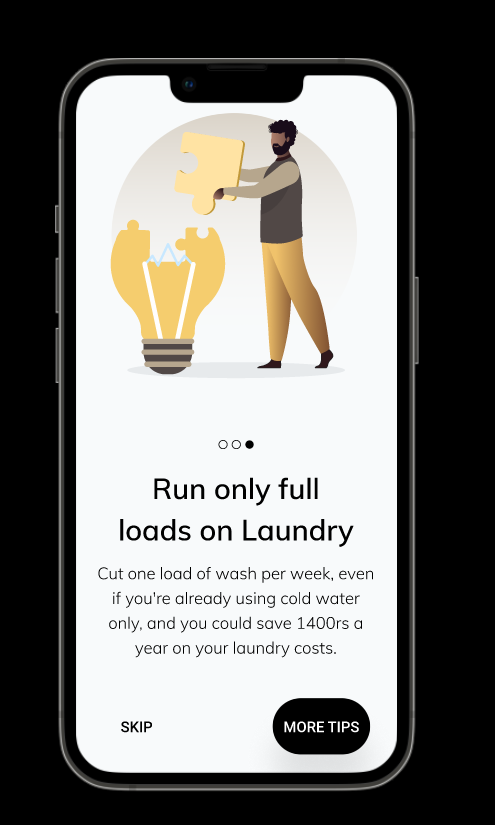 Run only full
loads on Laundry
Cut one load of wash per week, even
if you're already using cold water
only, and you could save 1400rs a
year on your laundry costs.
SKIP
MORE TIPS